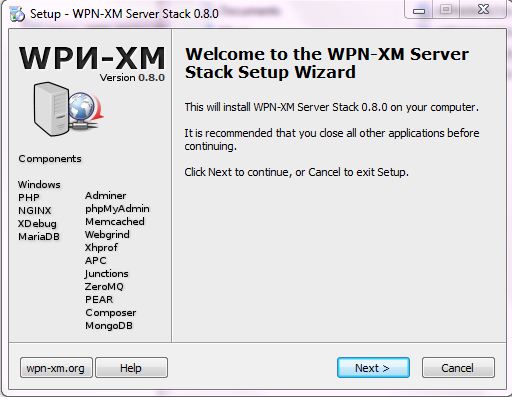 Setup - WPN-XM Server Stack 0.8.0
WPИ-XM
Version 0.8.0
Components
Windows
PHP
NGINX
XDebug
MariaDB
Adminer
phpMyAdmin
Memcached
Webgrind
Xhprof
APC
Junctions
ZeroMQ
PEAR
Composer
MongoDB
Welcome to the WPN-XM Server
Stack Setup Wizard
This will install WPN-XM Server Stack 0.8.0 on your computer.
It is recommended that you close all other applications before
continuing.
Click Next to continue, or Cancel to exit Setup.
wpn-xm.org
Help
Next >
Cancel